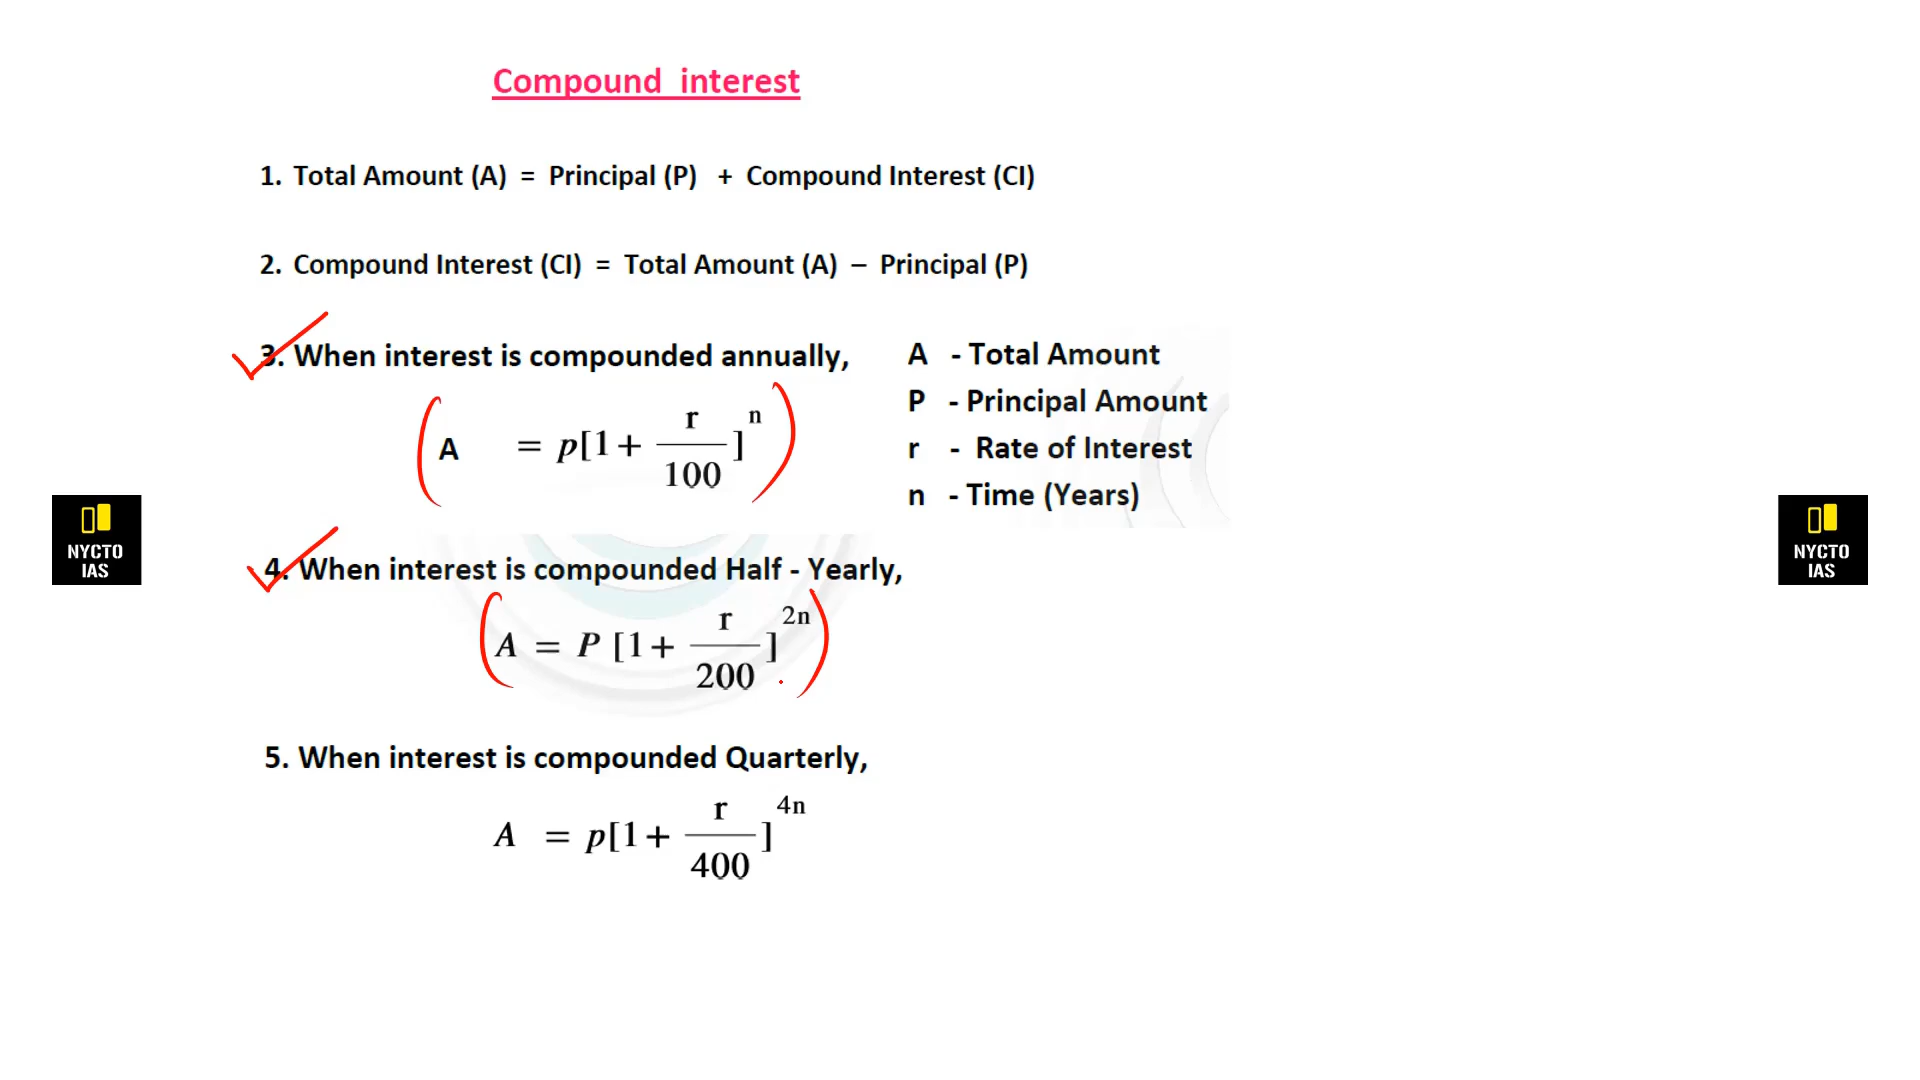 Compound interest
1. Total Amount (A) = Principal (P) + Compound Interest (CI)
2. Compound Interest (CI) = Total Amount (A) – Principal (P)
3. When interest is compounded annually,
A = p[1+ r/100 ]^n
A - Total Amount
P - Principal Amount
r - Rate of Interest
n - Time (Years)
4. When interest is compounded Half - Yearly,
A = P [1+ r/200 ]^2n
5. When interest is compounded Quarterly,
A = p[1+ r/400 ]^4n
NYCTO
IAS
NYCTO
IAS